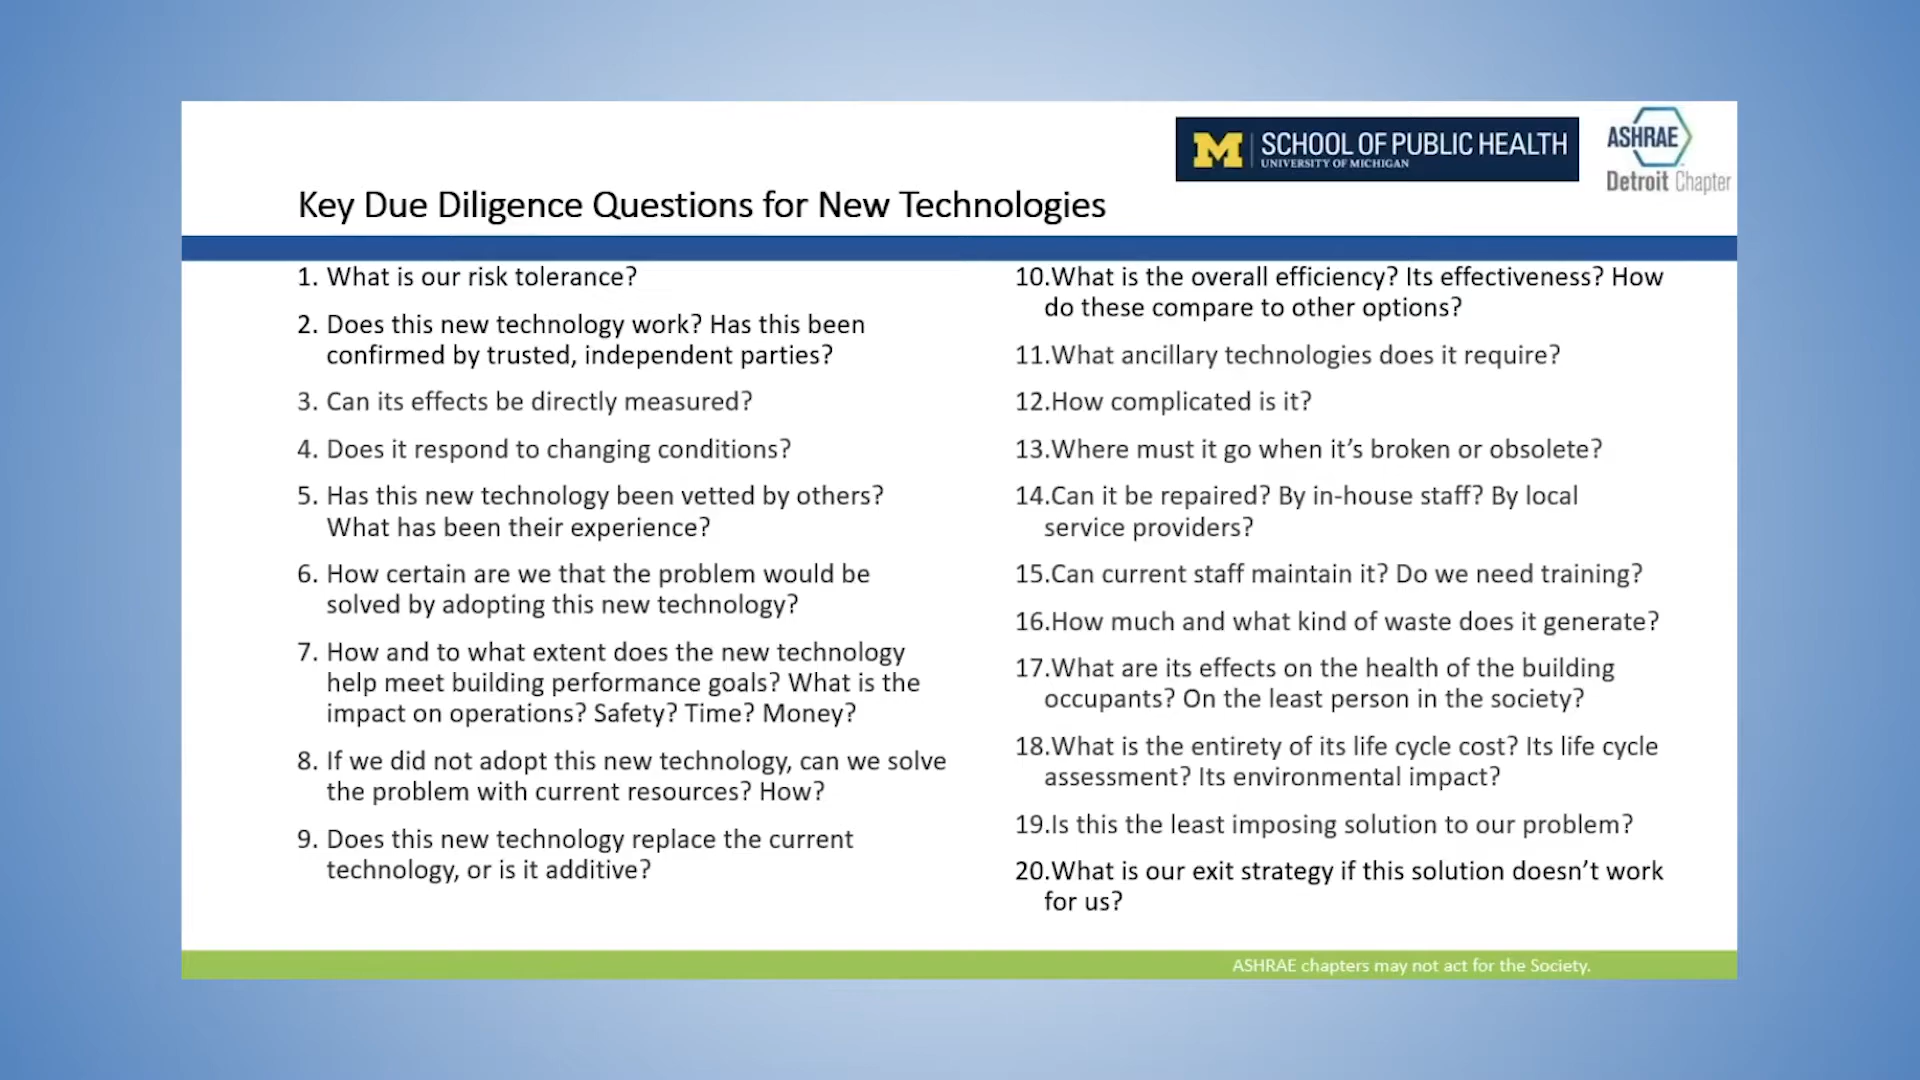 M SCHOOL OF PUBLIC HEALTH
UNIVERSITY OF MICHIGAN
ASHRAE
Detroit Chapter
Key Due Diligence Questions for New Technologies
1. What is our risk tolerance?
2. Does this new technology work? Has this been
confirmed by trusted, independent parties?
3. Can its effects be directly measured?
4. Does it respond to changing conditions?
5. Has this new technology been vetted by others?
What has been their experience?
6. How certain are we that the problem would be
solved by adopting this new technology?
7. How and to what extent does the new technology
help meet building performance goals? What is the
impact on operations? Safety? Time? Money?
8. If we did not adopt this new technology, can we solve
the problem with current resources? How?
9. Does this new technology replace the current
technology, or is it additive?
10.What is the overall efficiency? Its effectiveness? How
do these compare to other options?
11.What ancillary technologies does it require?
12.How complicated is it?
13.Where must it go when it’s broken or obsolete?
14.Can it be repaired? By in-house staff? By local
service providers?
15.Can current staff maintain it? Do we need training?
16.How much and what kind of waste does it generate?
17.What are its effects on the health of the building
occupants? On the least person in the society?
18.What is the entirety of its life cycle cost? Its life cycle
assessment? Its environmental impact?
19.Is this the least imposing solution to our problem?
20.What is our exit strategy if this solution doesn’t work
for us?
ASHRAE chapters may not act for the Society.